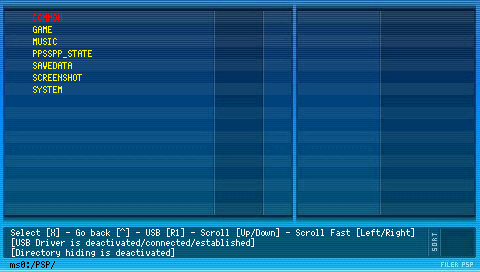 COMMON
GAME
MUSIC
PPSSPP_STATE
SAVEDATA
SCREENSHOT
SYSTEM
Select [X] - Go back [^] - USB [R1] - Scroll [Up/Down] - Scroll Fast [Left/Right]
[USB Driver is deactivated/connected/established]
[Directory hiding is deactivated]
SORT
ms0:/PSP/
FILER PSP